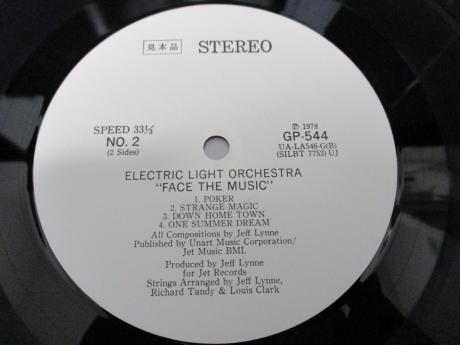 見本品 STEREO
SPEED 33⅓ ℗ 1978
NO. 2 GP-544
(2 Sides) UA-LA546-G(B)
(SILBT 7753) UJ
ELECTRIC LIGHT ORCHESTRA
"FACE THE MUSIC"
1. POKER
2. STRANGE MAGIC
3. DOWN HOME TOWN
4. ONE SUMMER DREAM
All Compositions by Jeff Lynne
Published by Unart Music Corporation/
Jet Music BMI.
Produced by Jeff Lynne
for Jet Records
Strings Arranged by Jeff Lynne,
Richard Tandy & Louis Clark